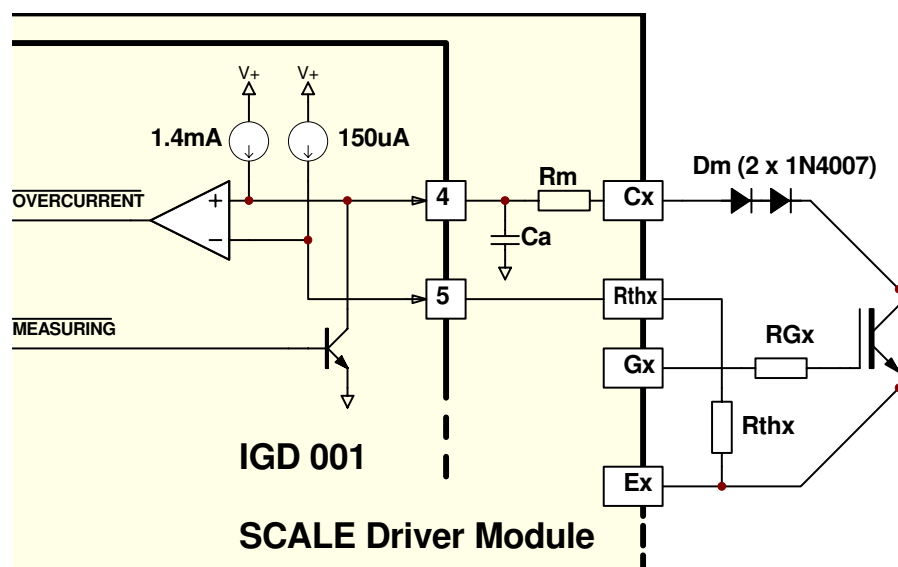 V+ V+
1.4mA 150uA
Dm (2 x 1N4007)
OVERCURRENT
+
4
Rm
Cx
Ca
−
5
Rthx
MEASURING
RGx
Gx
Rthx
IGD 001
Ex
SCALE Driver Module